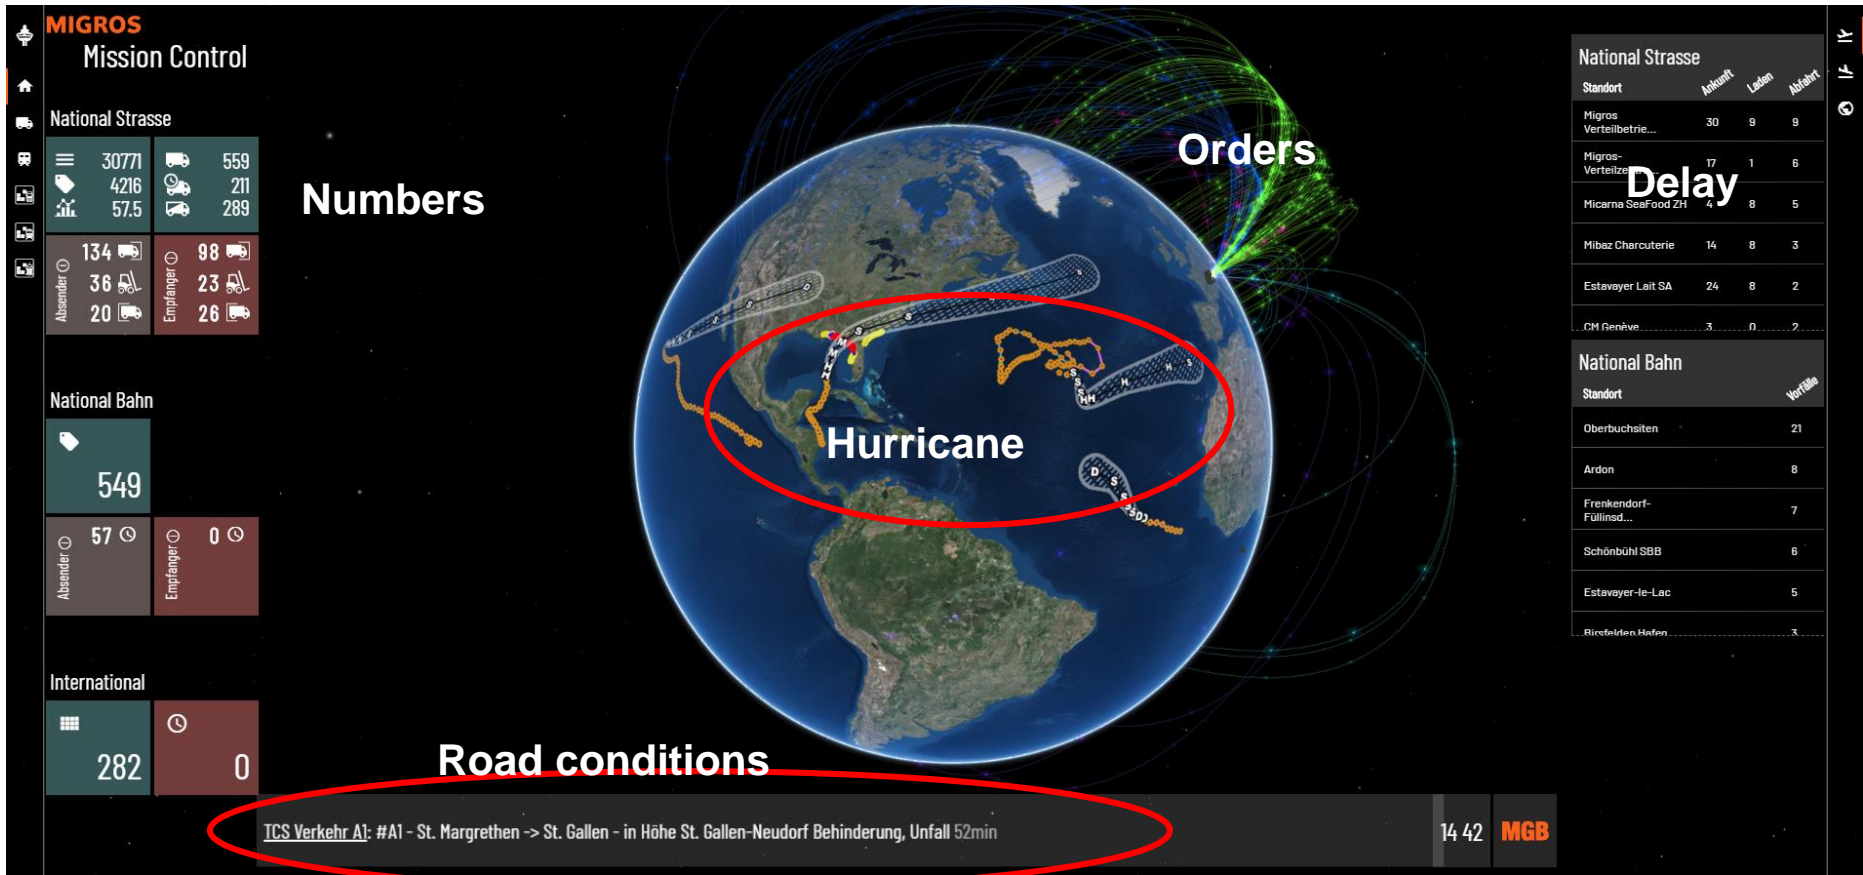 MIGROS
Mission Control
National Strasse
30771
559
4216
211
57.5
289
Absender
134
36
20
Empfanger
98
23
26
National Bahn
549
Absender
57
Empfanger
0
International
282
0
Numbers
Orders
Hurricane
Road conditions
Delay
TCS Verkehr A1: #A1 - St. Margrethen -> St. Gallen - in Höhe St. Gallen-Neudorf Behinderung, Unfall 52min
14 42
MGB
National Strasse
Standort Ankunft Laden Abfahrt
Migros
Verteilbetrie... 30 9 9
Migros-
17 1 6
Micarna SeaFood ZH 4 8 5
Mibaz Charcuterie 14 8 3
Estavayer Lait SA 24 8 2
CM Genève 3 0 2
National Bahn
Standort Vorfälle
Oberbuchsiten 21
Ardon 8
Frenkendorf-
Füllinsd... 7
Schönbühl SBB 6
Estavayer-le-Lac 5
Birsfelden Hafen 3